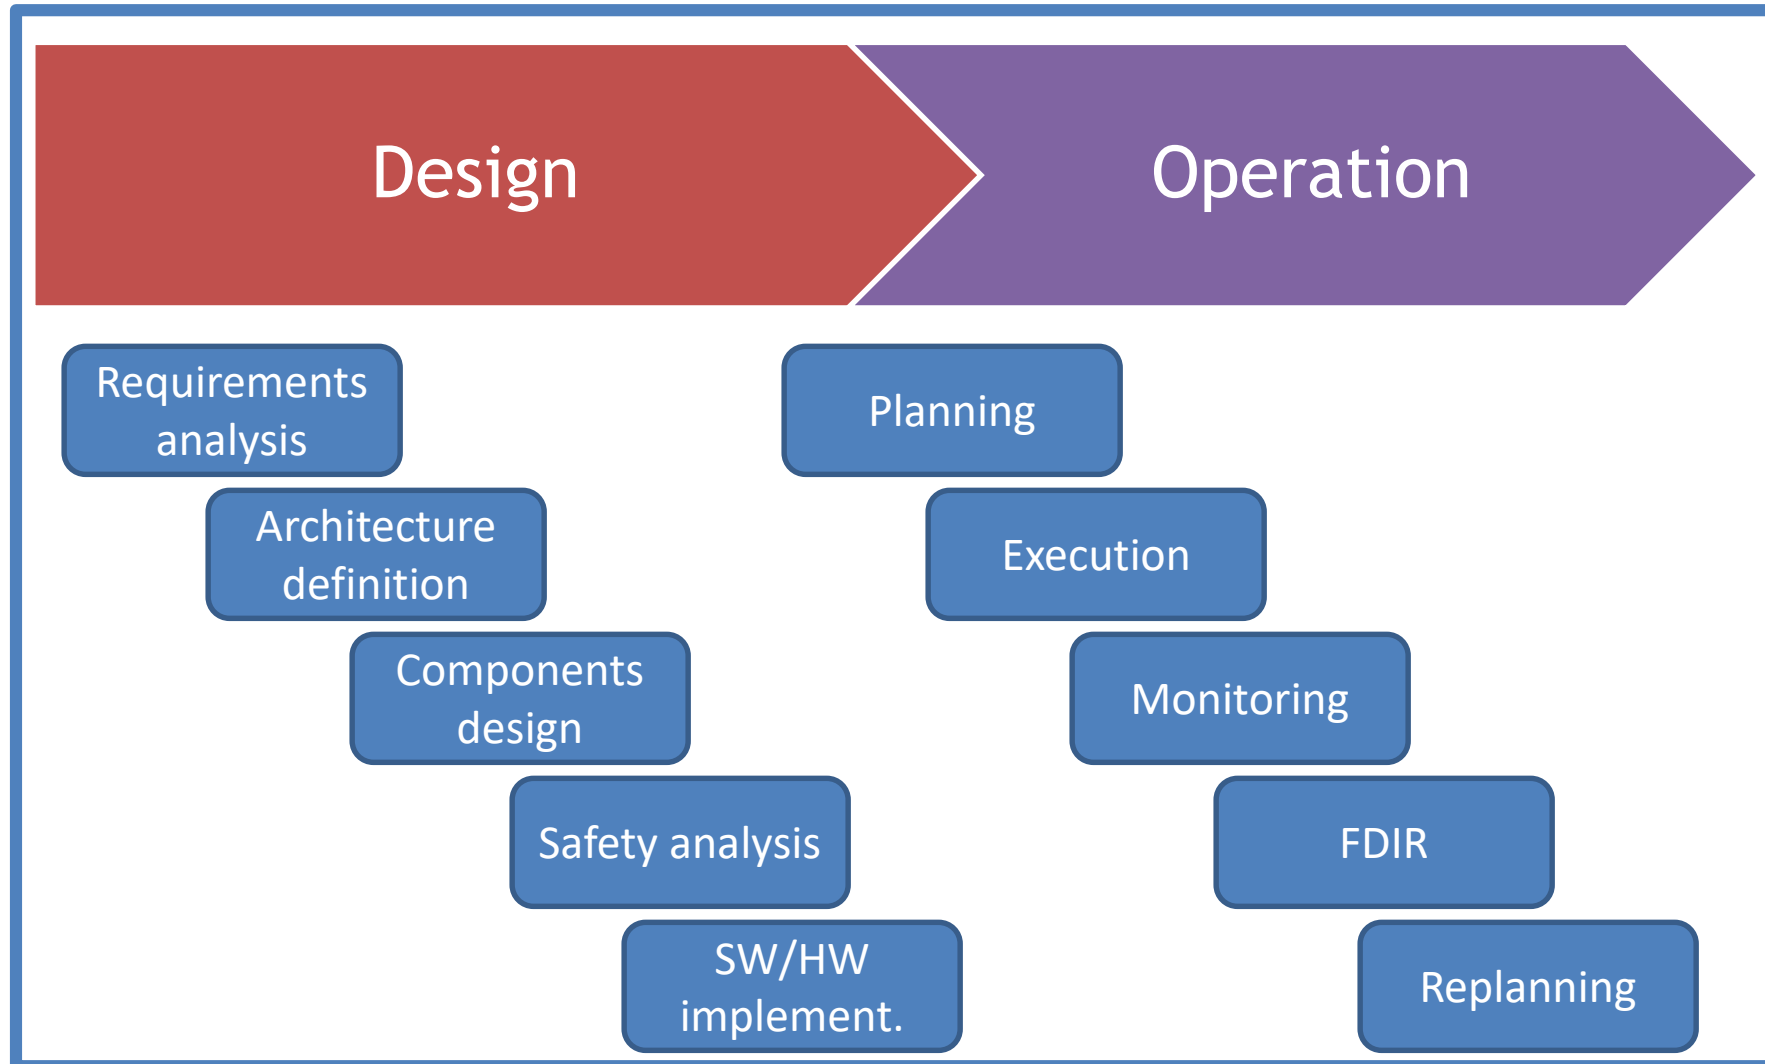 Design
Operation
Requirements
analysis
Architecture
definition
Components
design
Safety analysis
SW/HW
implement.
Planning
Execution
Monitoring
FDIR
Replanning